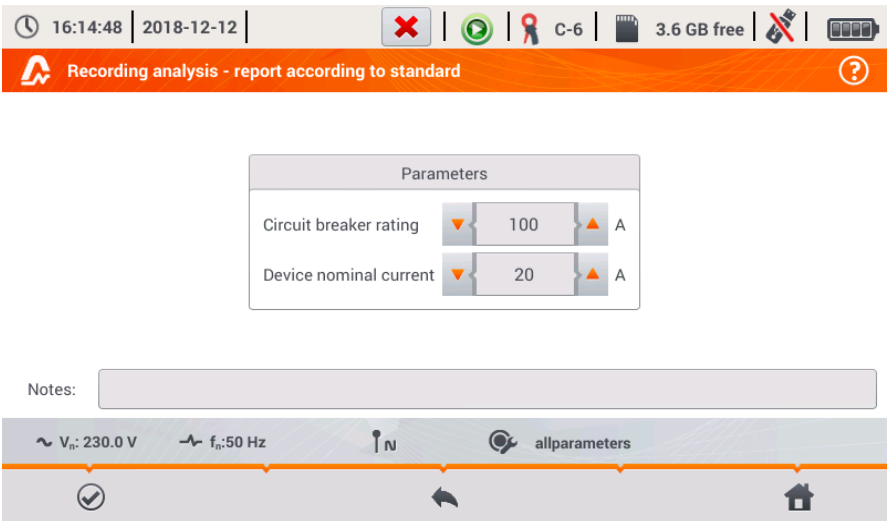 16:14:48 2018-12-12 C-6 3.6 GB free
Recording analysis - report according to standard ?
Parameters
Circuit breaker rating 100 A
Device nominal current 20 A
Notes:
Vn: 230.0 V fn:50 Hz N allparameters